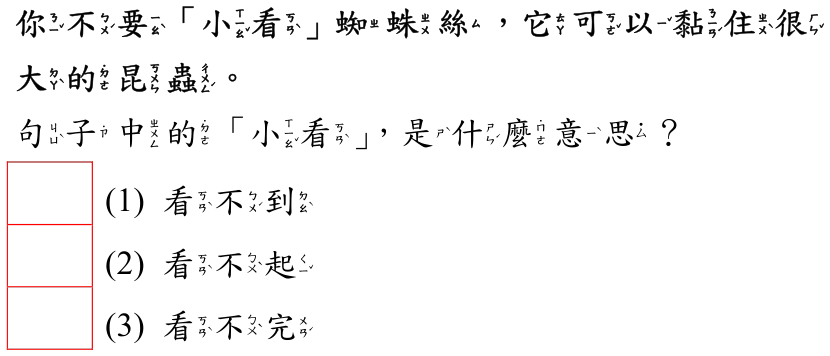 你不要「小看」蜘蛛絲，它可以黏住很
大的昆蟲。
句子中的「小看」，是什麼意思？
(1) 看不到
(2) 看不起
(3) 看不完